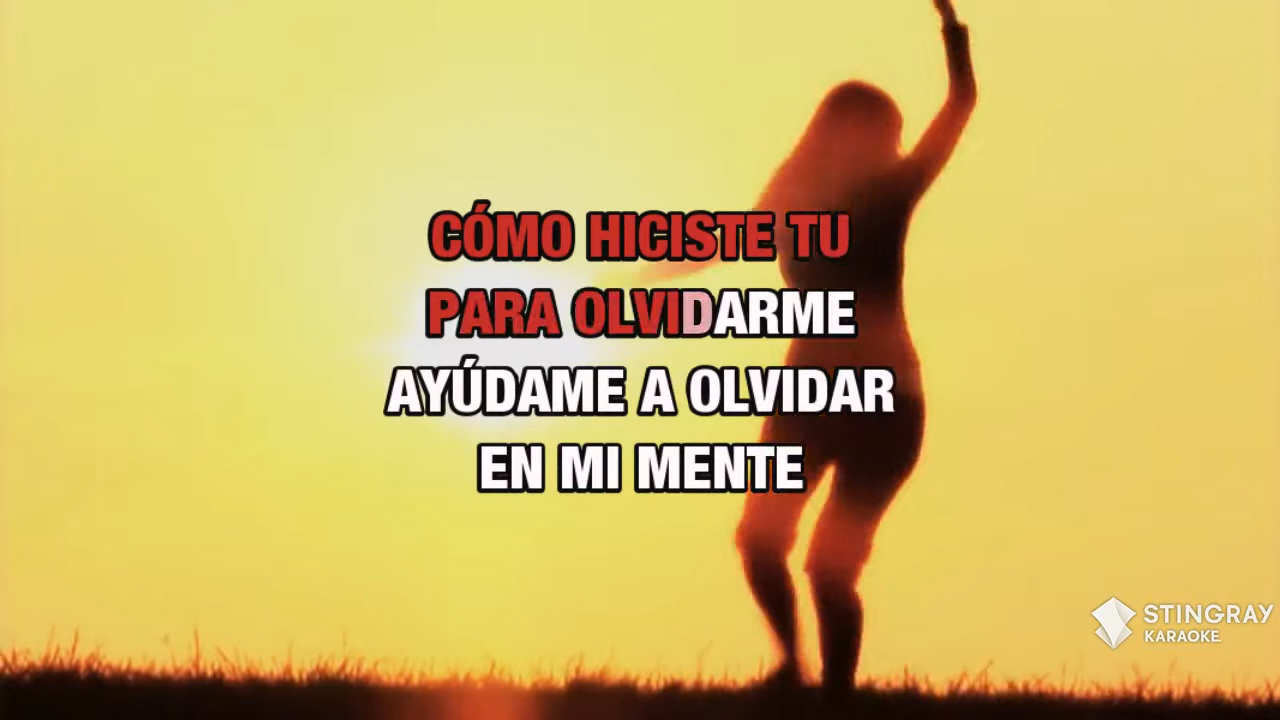 CÓMO HICISTE TU
PARA OLVIDARME
AYÚDAME A OLVIDAR
EN MI MENTE
STINGRAY
KARAOKE